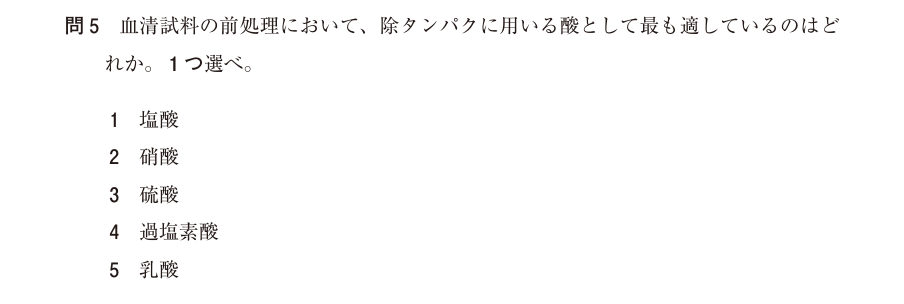 問5 血清試料の前処理において、除タンパクに用いる酸として最も適しているのはど
れか。1つ選べ。
1 塩酸
2 硝酸
3 硫酸
4 過塩素酸
5 乳酸